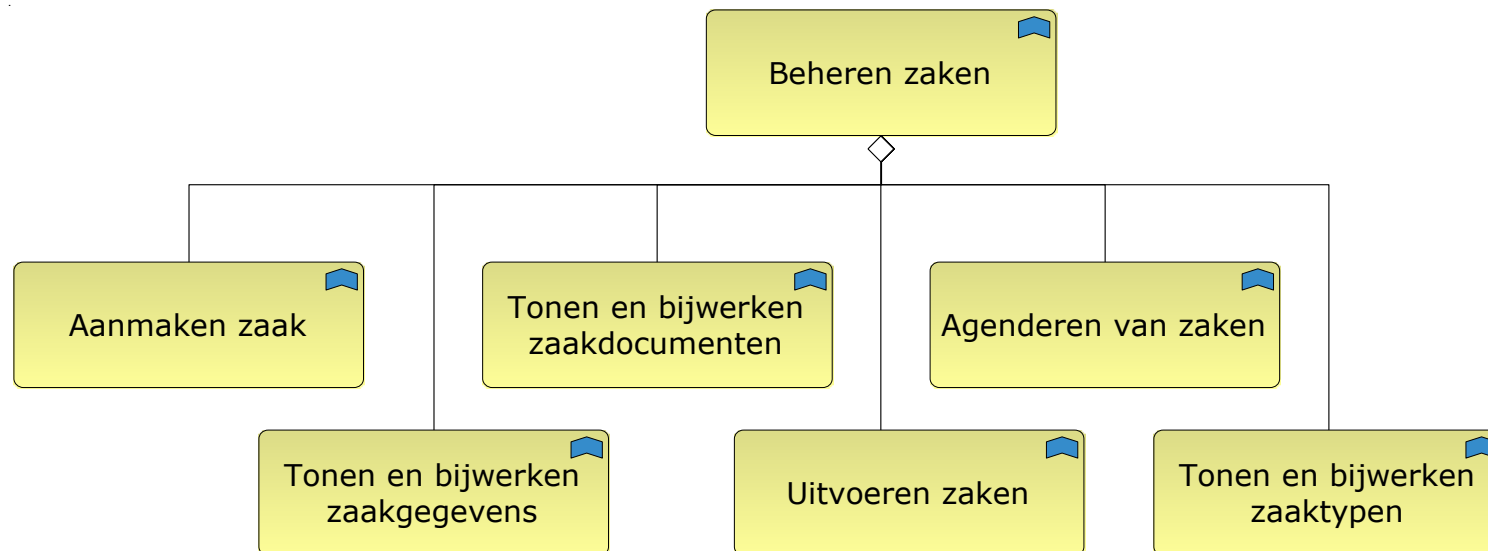 Beheren zaken
Aanmaken zaak
Tonen en bijwerken
zaakdocumenten
Agenderen van zaken
Tonen en bijwerken
zaakgegevens
Uitvoeren zaken
Tonen en bijwerken
zaaktypen